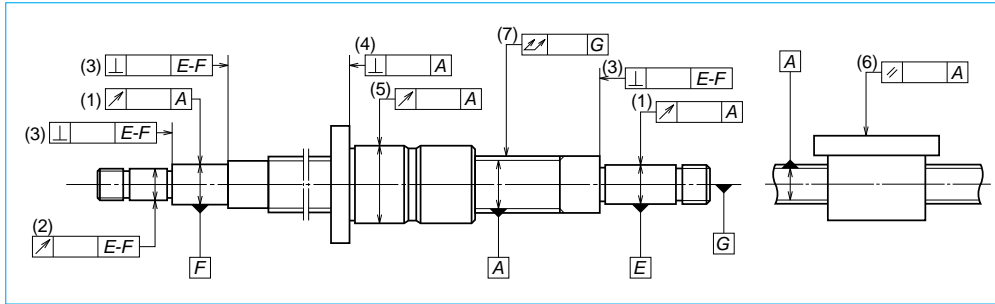 (3) ⊥ E-F
(4) ⊥ A
(7) ⌰ G
(3) ⊥ E-F
(1) ↗ A
(5) ↗ A
(1) ↗ A
(3) ⊥ E-F
A
(6) ⫽ A
(2)
↗ E-F
F
A
E
G